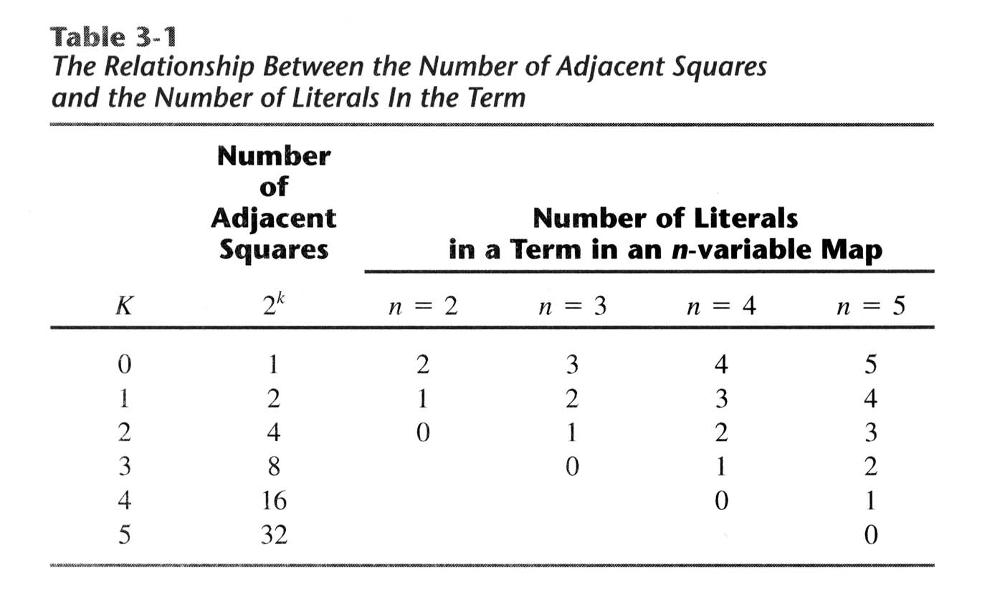 Table 3-1
The Relationship Between the Number of Adjacent Squares
and the Number of Literals In the Term
Number
of
Adjacent
Squares
Number of Literals
in a Term in an n-variable Map
K 2^k n = 2 n = 3 n = 4 n = 5
0 1 2 3 4 5
1 2 1 2 3 4
2 4 0 1 2 3
3 8 0 1 2
4 16 0 1
5 32 0